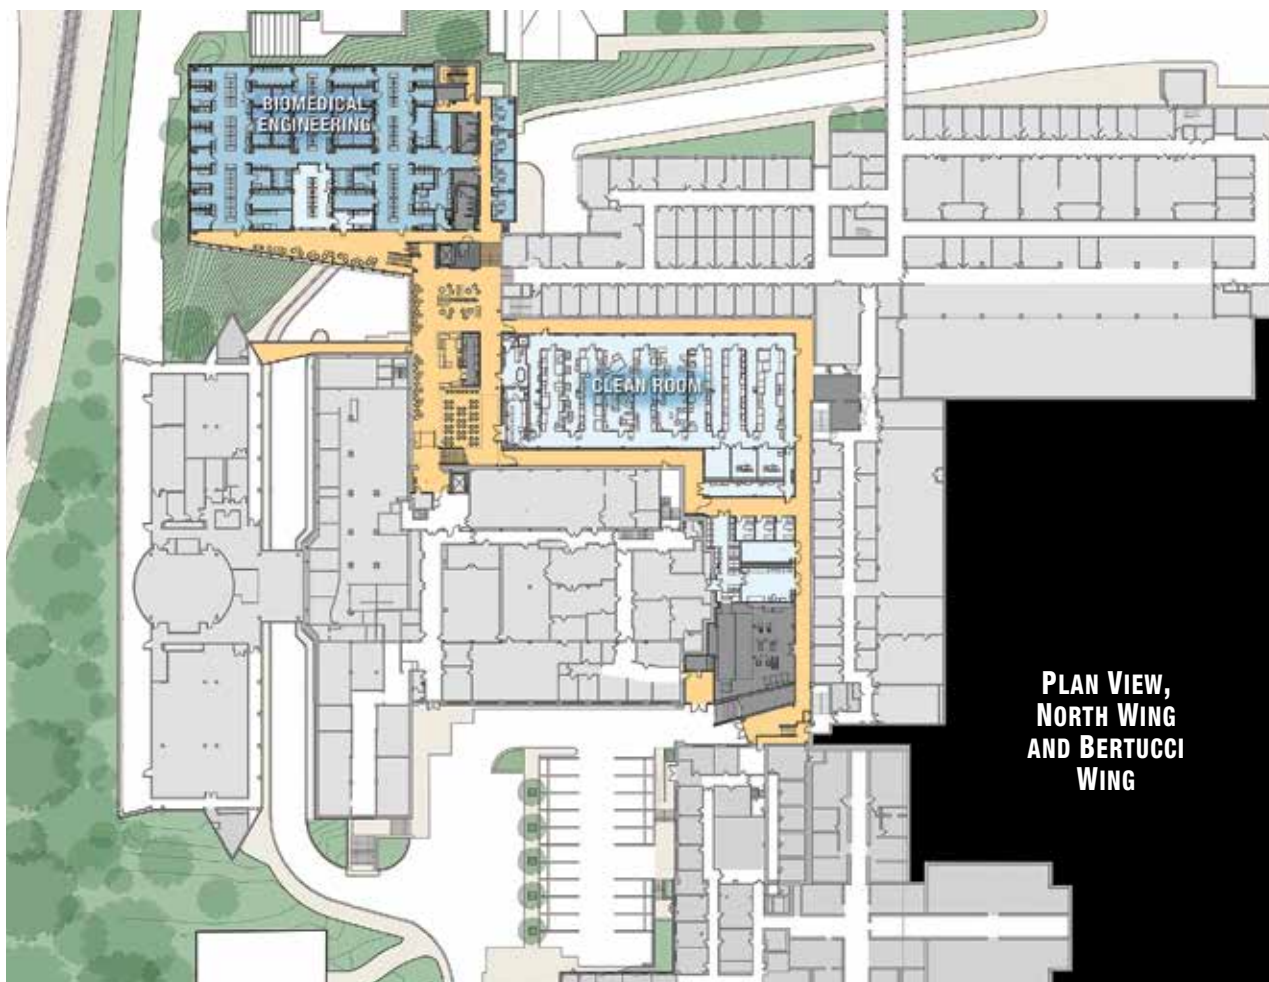 BIOMEDICAL
ENGINEERING
CLEAN ROOM
PLAN VIEW,
NORTH WING
AND BERTUCCI
WING